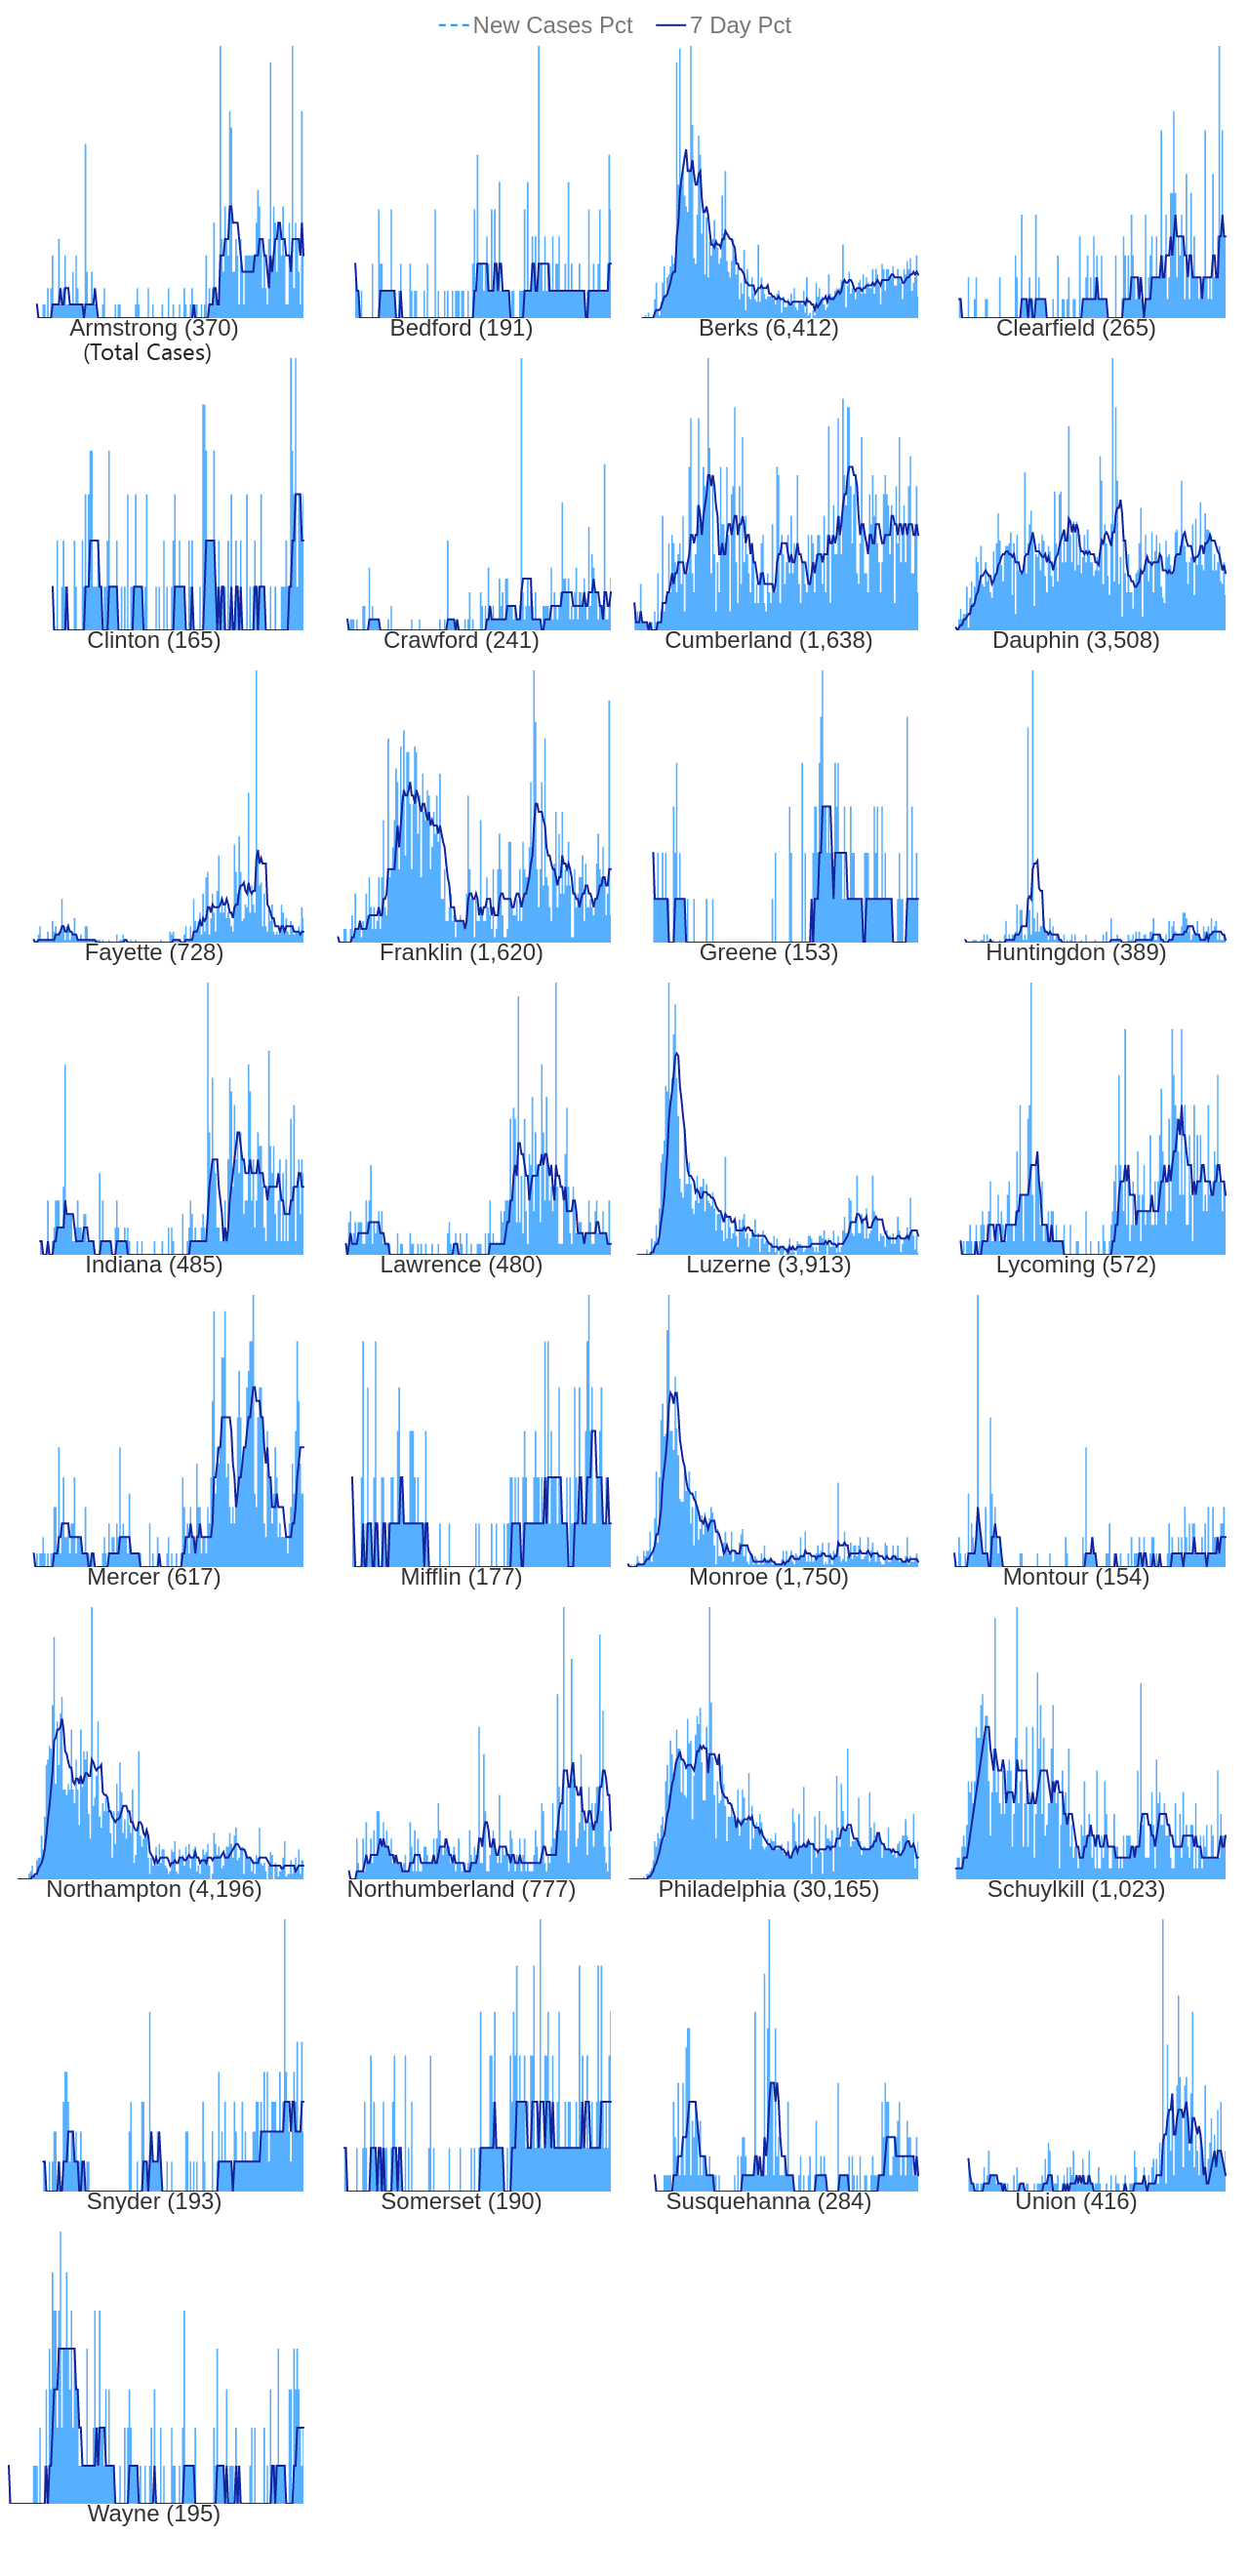 New Cases Pct 7 Day Pct
Armstrong (370) Bedford (191) Berks (6,412) Clearfield (265)
(Total Cases)
Clinton (165) Crawford (241) Cumberland (1,638) Dauphin (3,508)
Fayette (728) Franklin (1,620) Greene (153) Huntingdon (389)
Indiana (485) Lawrence (480) Luzerne (3,913) Lycoming (572)
Mercer (617) Mifflin (177) Monroe (1,750) Montour (154)
Northampton (4,196) Northumberland (777) Philadelphia (30,165) Schuylkill (1,023)
Snyder (193) Somerset (190) Susquehanna (284) Union (416)
Wayne (195)